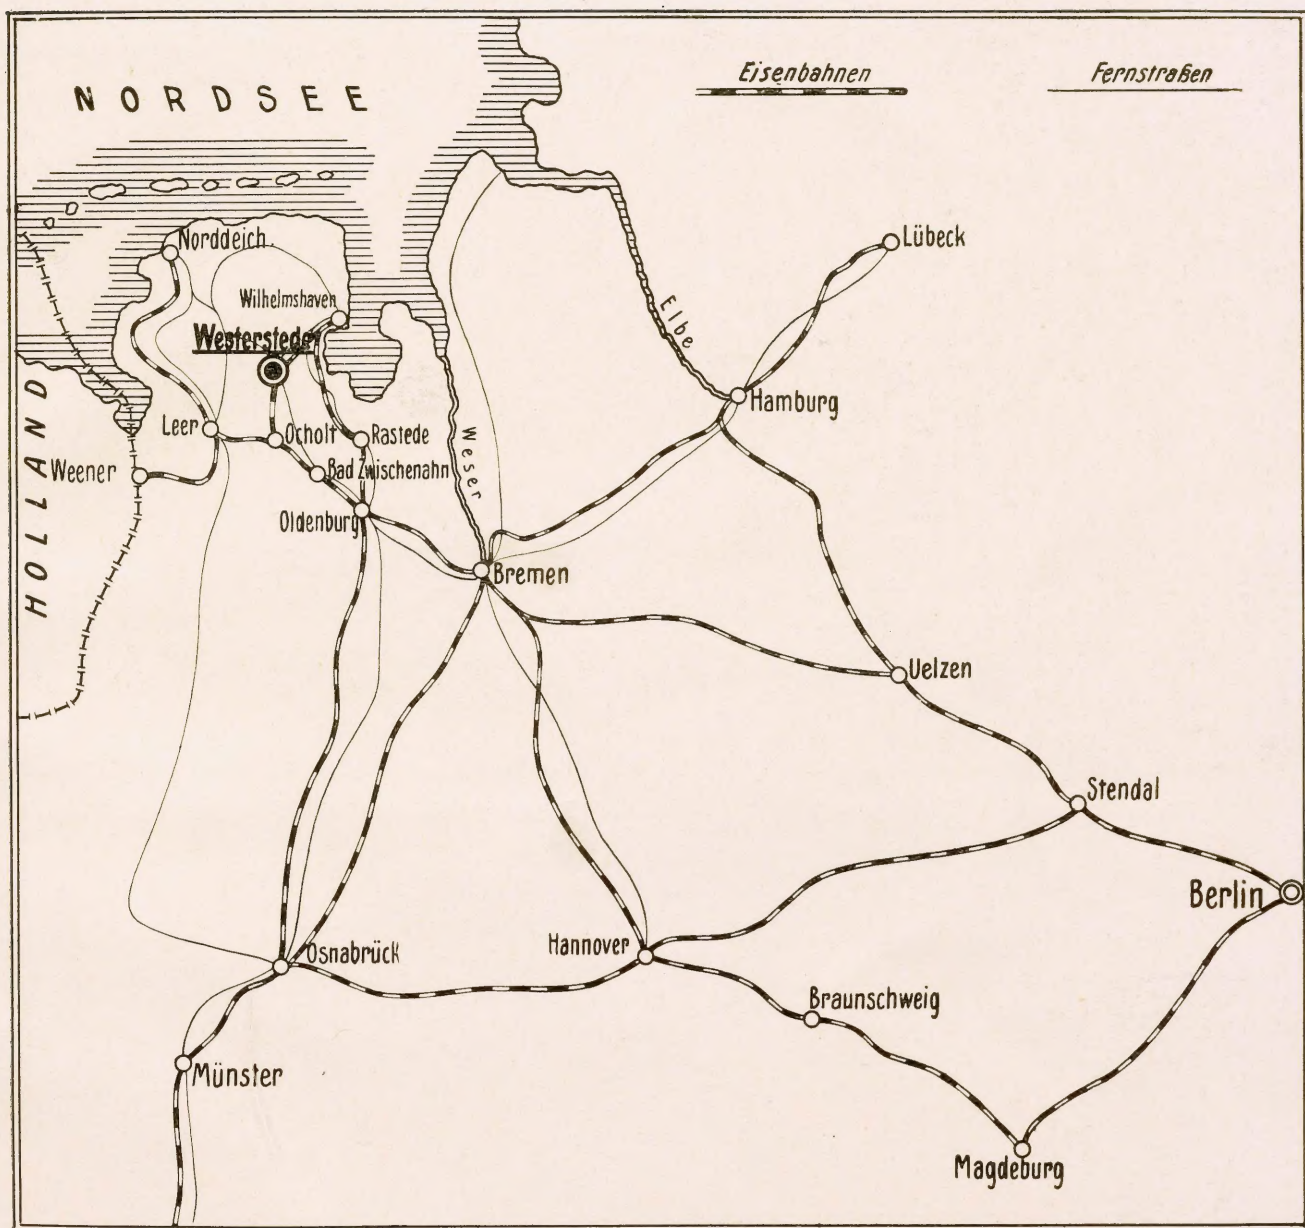 NORDSEE
Eisenbahnen
Fernstraßen
Norddeich
Lübeck
Wilhelmshaven
Westerstede
Elbe
HOLLAND
Hamburg
Leer
Ocholt
Rastede
Weser
Weener
Bad Zwischenahn
Oldenburg
Bremen
Uelzen
Stendal
Berlin
Osnabrück
Hannover
Braunschweig
Münster
Magdeburg